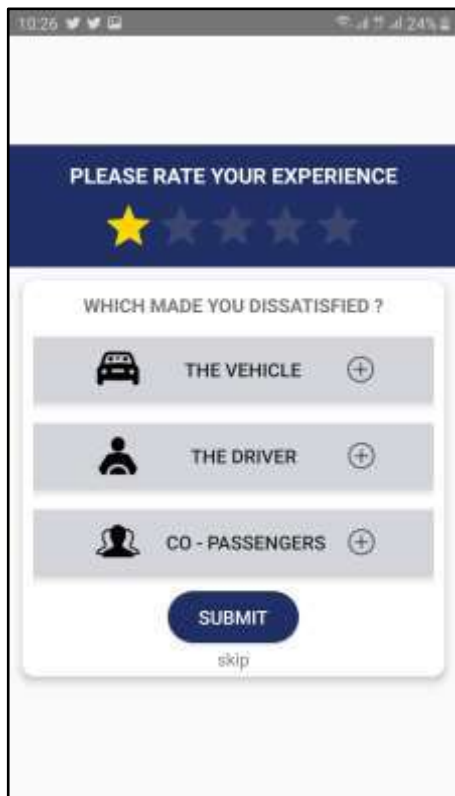 10:26 24%
PLEASE RATE YOUR EXPERIENCE
WHICH MADE YOU DISSATISFIED ?
THE VEHICLE
THE DRIVER
CO - PASSENGERS
SUBMIT
skip